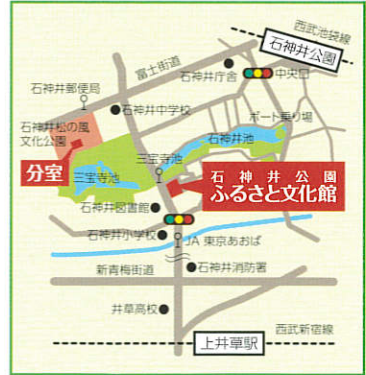 西武池袋線
石神井公園
富士街道
石神井庁舎
中央口
石神井郵便局
石神井中学校
ボート乗り場
石神井松の風
文化公園
石神井池
三宝寺池
分室
三宝寺池
石神井公園
ふるさと文化館
石神井図書館
石神井小学校
JA 東京あおば
新青梅街道
石神井消防署
井草高校
西武新宿線
上井草駅